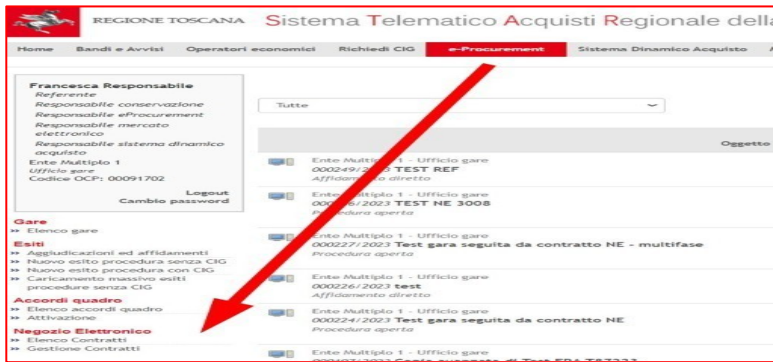 REGIONE TOSCANA Sistema Telematico Acquisti Regionale della
Home Bandi e Avvisi Operatori economici Richiedi CIG e-Procurement Sistema Dinamico Acquisto
Francesca Responsabile
Referente
Responsabile conservazione
Responsabile eProcurement
Responsabile mercato
elettronico
Responsabile sistema dinamico
acquisto
Ente Multiplo 1
Ufficio gare
Codice OCP: 00091702
Logout
Cambio password
Gare
» Elenco gare
Esiti
» Aggiudicazioni ed affidamenti
» Nuovo esito procedura senza CIG
» Nuovo esito procedura con CIG
» Caricamento massivo esiti
procedure senza CIG
Accordi quadro
» Elenco accordi quadro
» Attivazione
Negozio Elettronico
» Elenco Contratti
» Gestione Contratti
Tutte
Oggetto
Ente Multiplo 1 - Ufficio gare
000249/2023 TEST REF
Affidamento diretto
Ente Multiplo 1 - Ufficio gare
TEST NE 3008
Procedura aperta
Ente Multiplo 1 - Ufficio gare
000227/2023 Test gara seguita da contratto NE - multifase
Procedura aperta
Ente Multiplo 1 - Ufficio gare
000226/2023 test
Affidamento diretto
Ente Multiplo 1 - Ufficio gare
000224/2023 Test gara seguita da contratto NE
Procedura aperta
Ente Multiplo 1 - Ufficio gare